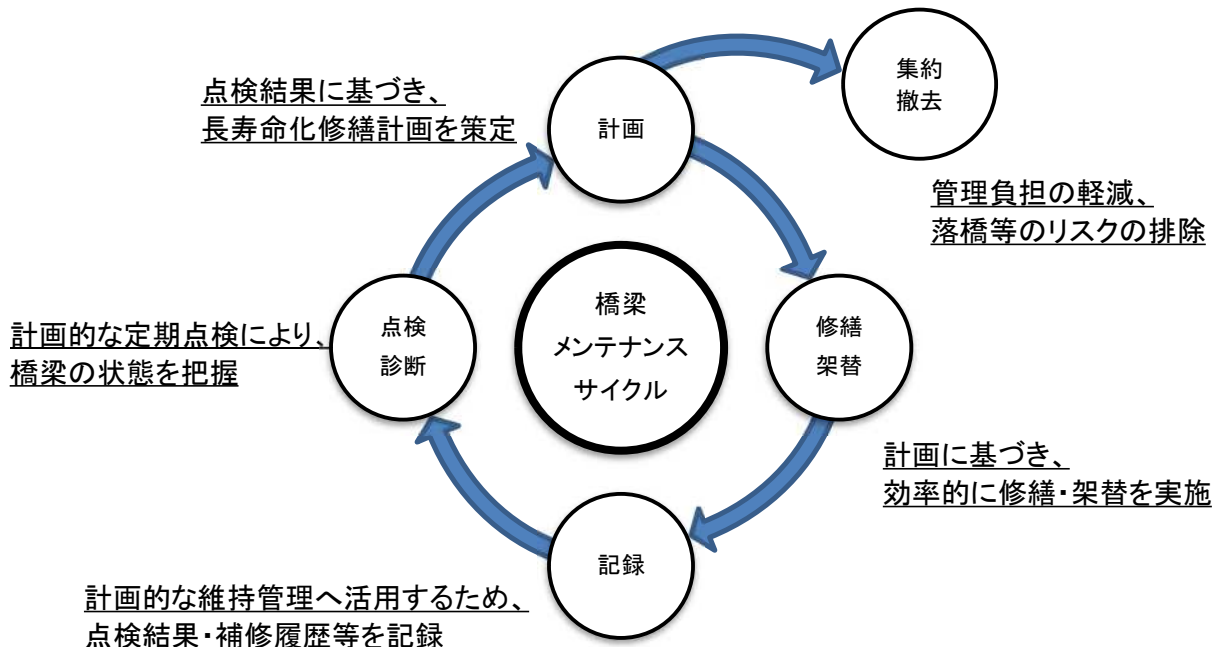 集約
撤去
点検結果に基づき、
長寿命化修繕計画を策定
計画
管理負担の軽減、
落橋等のリスクの排除
橋梁
メンテナンス
サイクル
点検
診断
修繕
架替
計画的な定期点検により、
橋梁の状態を把握
計画に基づき、
効率的に修繕・架替を実施
記録
計画的な維持管理へ活用するため、
点検結果・補修履歴等を記録